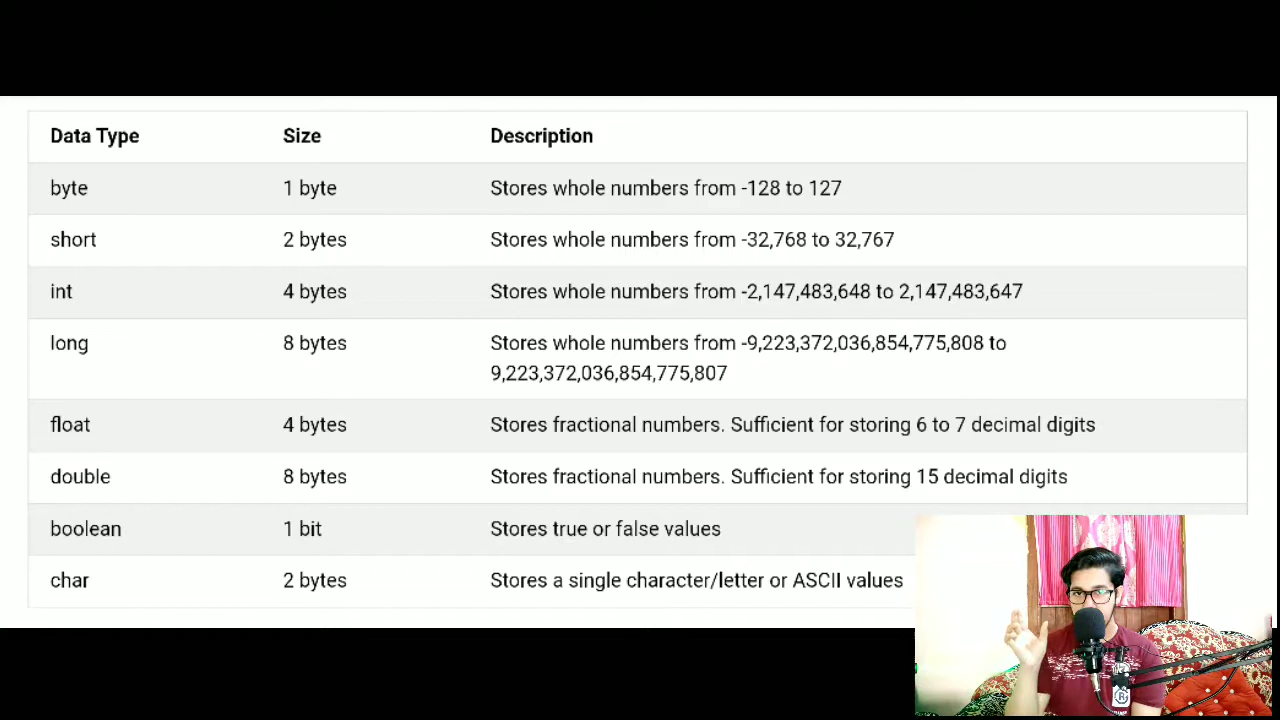 Data Type Size Description
byte 1 byte Stores whole numbers from -128 to 127
short 2 bytes Stores whole numbers from -32,768 to 32,767
int 4 bytes Stores whole numbers from -2,147,483,648 to 2,147,483,647
long 8 bytes Stores whole numbers from -9,223,372,036,854,775,808 to
9,223,372,036,854,775,807
float 4 bytes Stores fractional numbers. Sufficient for storing 6 to 7 decimal digits
double 8 bytes Stores fractional numbers. Sufficient for storing 15 decimal digits
boolean 1 bit Stores true or false values
char 2 bytes Stores a single character/letter or ASCII values